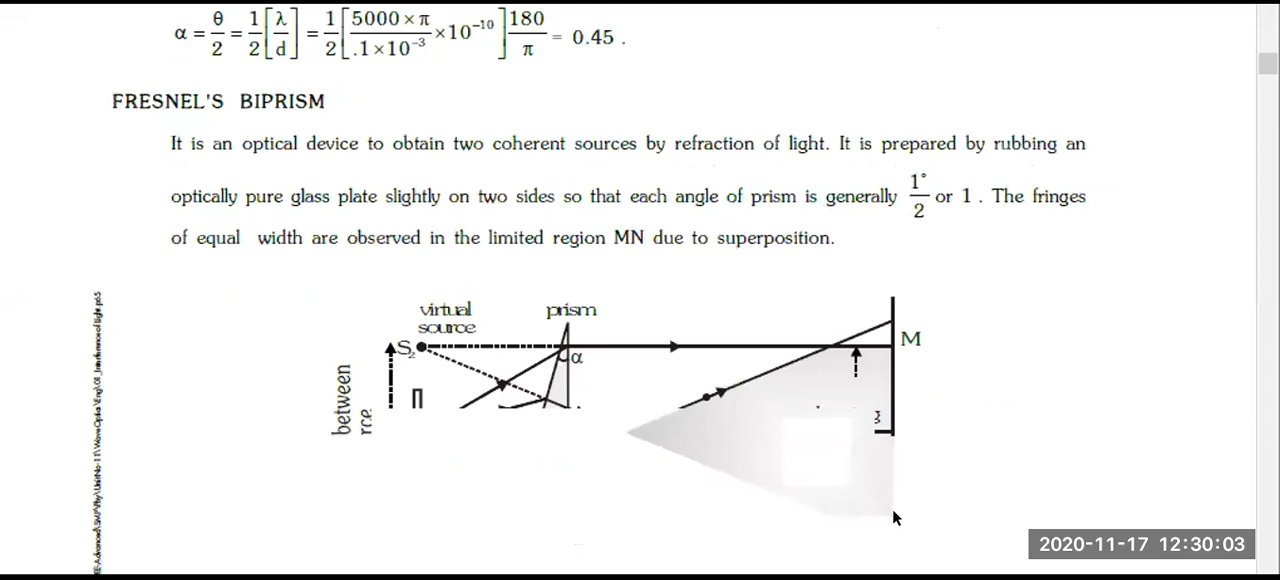 α = θ/2 = 1/2 [λ/d] = 1/2 [5000 × π / .1 × 10⁻³ × 10⁻¹⁰] 180/π = 0.45 .
FRESNEL'S BIPRISM
It is an optical device to obtain two coherent sources by refraction of light. It is prepared by rubbing an
optically pure glass plate slightly on two sides so that each angle of prism is generally 1°/2 or 1 . The fringes
of equal width are observed in the limited region MN due to superposition.
virtual
source
prism
S₂
α
M
between
2020-11-17 12:30:03